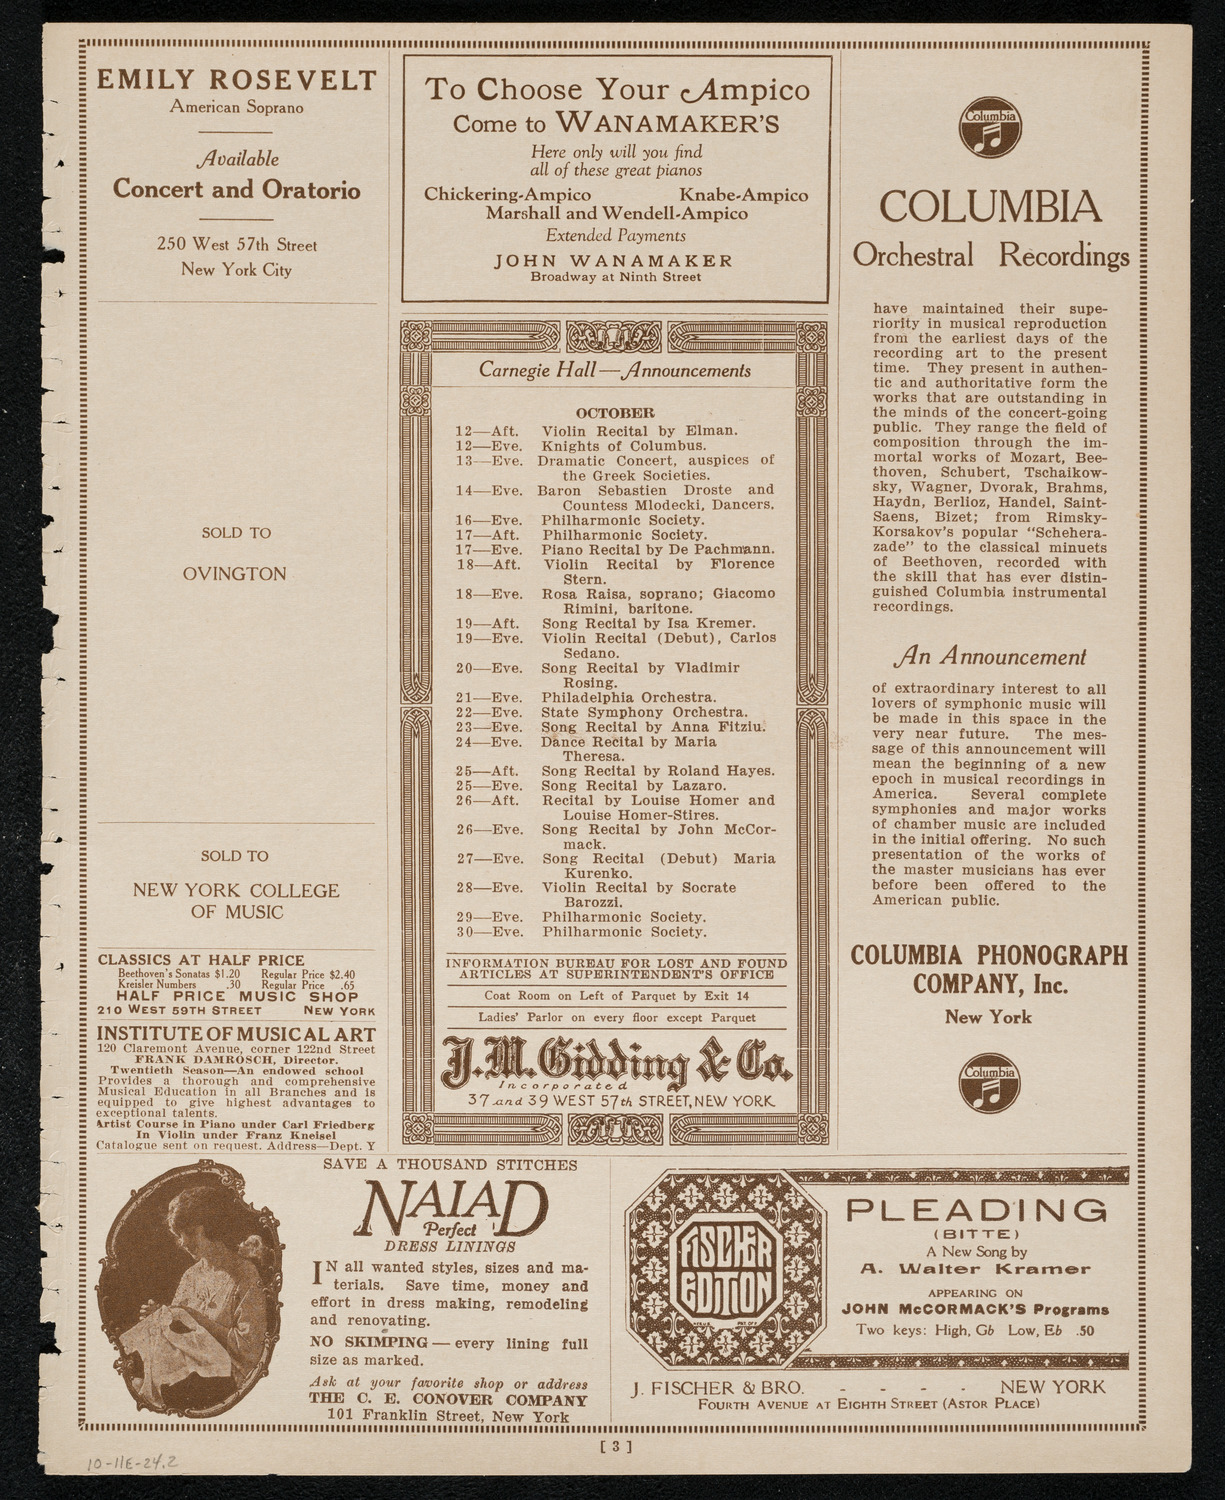 EMILY ROSEVELT
American Soprano
Available
Concert and Oratorio
250 West 57th Street
New York City
SOLD TO
OVINGTON
SOLD TO
NEW YORK COLLEGE
OF MUSIC
CLASSICS AT HALF PRICE
Beethoven's Sonatas $1.20 Regular Price $2.40
Kreisler Numbers .30 Regular Price .65
HALF PRICE MUSIC SHOP
210 WEST 59TH STREET NEW YORK
INSTITUTE OF MUSICAL ART
120 Claremont Avenue, corner 122nd Street
FRANK DAMROSCH, Director.
Twentieth Season—An endowed school
Provides a thorough and comprehensive
Musical Education in all Branches and is
equipped to give highest advantages to
exceptional talents.
Artist Course in Piano under Carl Friedberg
In Violin under Franz Kneisel
Catalogue sent on request. Address—Dept. Y
To Choose Your Ampico
Come to WANAMAKER'S
Here only will you find
all of these great pianos
Chickering-Ampico Knabe-Ampico
Marshall and Wendell-Ampico
Extended Payments
JOHN WANAMAKER
Broadway at Ninth Street
Carnegie Hall—Announcements
OCTOBER
12—Aft. Violin Recital by Elman.
12—Eve. Knights of Columbus.
13—Eve. Dramatic Concert, auspices of
the Greek Societies.
14—Eve. Baron Sebastien Droste and
Countess Mlodecki, Dancers.
16—Eve. Philharmonic Society.
17—Aft. Philharmonic Society.
17—Eve. Piano Recital by De Pachmann.
18—Aft. Violin Recital by Florence
Stern.
18—Eve. Rosa Raisa, soprano; Giacomo
Rimini, baritone.
19—Aft. Song Recital by Isa Kremer.
19—Eve. Violin Recital (Debut), Carlos
Sedano.
20—Eve. Song Recital by Vladimir
Rosing.
21—Eve. Philadelphia Orchestra.
22—Eve. State Symphony Orchestra.
23—Eve. Song Recital by Anna Fitziu.
24—Eve. Dance Recital by Maria
Theresa.
25—Aft. Song Recital by Roland Hayes.
25—Eve. Song Recital by Lazaro.
26—Aft. Recital by Louise Homer and
Louise Homer-Stires.
26—Eve. Song Recital by John McCor-
mack.
27—Eve. Song Recital (Debut) Maria
Kurenko.
28—Eve. Violin Recital by Socrate
Barozzi.
29—Eve. Philharmonic Society.
30—Eve. Philharmonic Society.
INFORMATION BUREAU FOR LOST AND FOUND
ARTICLES AT SUPERINTENDENT'S OFFICE
Coat Room on Left of Parquet by Exit 14
Ladies' Parlor on every floor except Parquet
J. M. Gidding & Co.
Incorporated
37 and 39 WEST 57th STREET, NEW YORK
Columbia
COLUMBIA
Orchestral Recordings
have maintained their supe-
riority in musical reproduction
from the earliest days of the
recording art to the present
time. They present in authen-
tic and authoritative form the
works that are outstanding in
the minds of the concert-going
public. They range the field of
composition through the im-
mortal works of Mozart, Bee-
thoven, Schubert, Tschaikow-
sky, Wagner, Dvorak, Brahms,
Haydn, Berlioz, Handel, Saint-
Saens, Bizet; from Rimsky-
Korsakov's popular "Schehera-
zade" to the classical minuets
of Beethoven, recorded with
the skill that has ever distin-
guished Columbia instrumental
recordings.
An Announcement
of extraordinary interest to all
lovers of symphonic music will
be made in this space in the
very near future. The mes-
sage of this announcement will
mean the beginning of a new
epoch in musical recordings in
America. Several complete
symphonies and major works
of chamber music are included
in the initial offering. No such
presentation of the works of
the master musicians has ever
before been offered to the
American public.
COLUMBIA PHONOGRAPH
COMPANY, Inc.
New York
Columbia
SAVE A THOUSAND STITCHES
NAIAD
Perfect
DRESS LININGS
IN all wanted styles, sizes and ma-
terials. Save time, money and
effort in dress making, remodeling
and renovating.
NO SKIMPING—every lining full
size as marked.
Ask at your favorite shop or address
THE C. E. CONOVER COMPANY
101 Franklin Street, New York
FISCHER
EDITION
PLEADING
(BITTE)
A New Song by
A. Walter Kramer
APPEARING ON
JOHN McCORMACK'S Programs
Two keys: High, G♭ Low, E♭ .50
J. FISCHER & BRO. - - - - NEW YORK
FOURTH AVENUE AT EIGHTH STREET (ASTOR PLACE)
[ 3 ]
10-11E-24.2